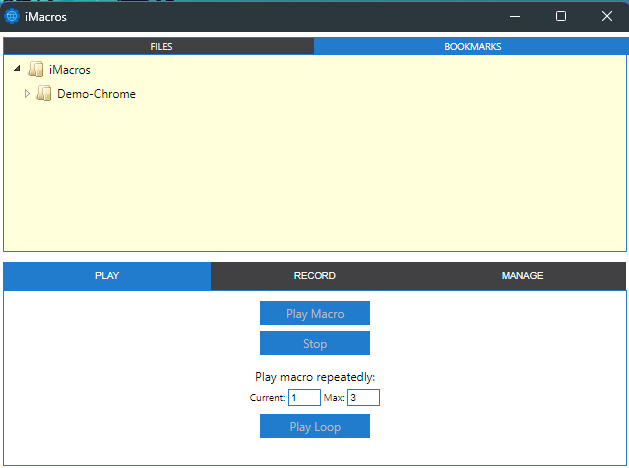 iMacros
FILES BOOKMARKS
iMacros
Demo-Chrome
PLAY RECORD MANAGE
Play Macro
Stop
Play macro repeatedly:
Current: 1 Max: 3
Play Loop